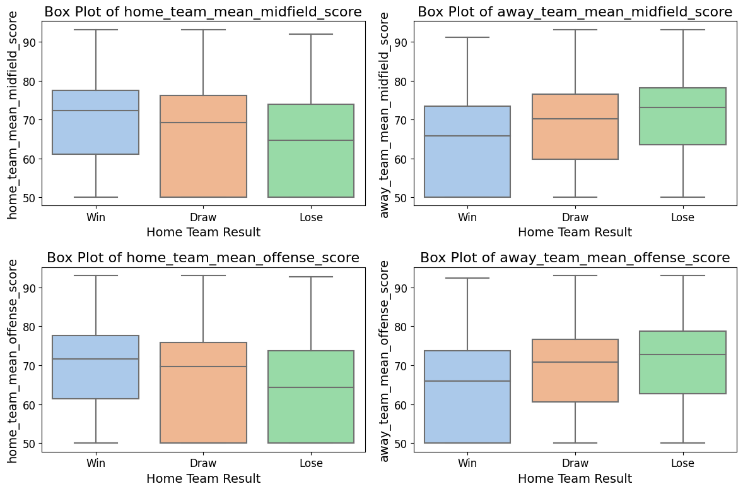 Box Plot of home_team_mean_midfield_score
home_team_mean_midfield_score
90
80
70
60
50
Win Draw Lose
Home Team Result
Box Plot of away_team_mean_midfield_score
away_team_mean_midfield_score
90
80
70
60
50
Win Draw Lose
Home Team Result
Box Plot of home_team_mean_offense_score
home_team_mean_offense_score
90
80
70
60
50
Win Draw Lose
Home Team Result
Box Plot of away_team_mean_offense_score
away_team_mean_offense_score
90
80
70
60
50
Win Draw Lose
Home Team Result